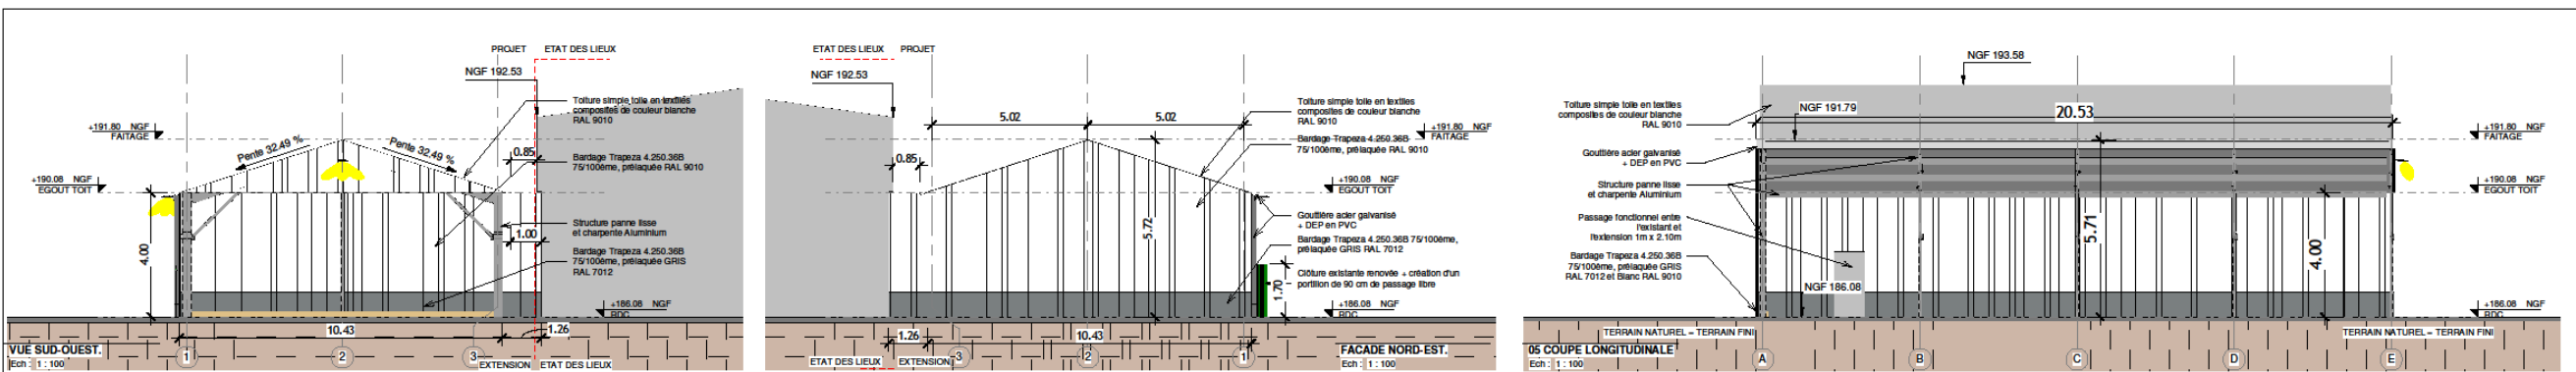 PROJET
ETAT DES LIEUX
NGF 192.53
Toiture simple toile en textiles
composites de couleur blanche
RAL 9010
+191.80 NGF
FAITAGE
Pente 32.49 %
Pente 32.49 %
0.85
Bardage Trapeza 4.250.36B
75/100ème, prélaquée RAL 9010
+190.08 NGF
EGOUT TOIT
Structure panne lisse
et charpente Aluminium
1.00
4.00
Bardage Trapeza 4.250.36B
75/100ème, prélaquée GRIS
RAL 7012
+186.08 NGF
RDC
10.43
1.26
VUE SUD-OUEST.
Ech : 1 : 100
1
2
3
EXTENSION
ETAT DES LIEUX
ETAT DES LIEUX
PROJET
NGF 192.53
5.02
5.02
Toiture simple toile en textiles
composites de couleur blanche
RAL 9010
+191.80 NGF
FAITAGE
Bardage Trapeza 4.250.36B
75/100ème, prélaquée RAL 9010
0.85
+190.08 NGF
EGOUT TOIT
5.72
Gouttière acier galvanisé
+ DEP en PVC
Bardage Trapeza 4.250.36B 75/100ème,
prélaquée GRIS RAL 7012
Clôture existante renovée + création d'un
portillon de 90 cm de passage libre
1.70
+186.08 NGF
RDC
1.26
10.43
3
2
1
ETAT DES LIEUX
EXTENSION
FACADE NORD-EST.
Ech : 1 : 100
NGF 193.58
Toiture simple toile en textiles
composites de couleur blanche
RAL 9010
NGF 191.79
20.53
+191.80 NGF
FAITAGE
Gouttière acier galvanisé
+ DEP en PVC
Structure panne lisse
et charpente Aluminium
+190.08 NGF
EGOUT TOIT
Passage fonctionnel entre
l'existant et
l'extension 1m x 2.10m
5.71
4.00
Bardage Trapeza 4.250.36B
75/100ème, prélaquée GRIS
RAL 7012 et Blanc RAL 9010
NGF 186.08
+186.08 NGF
RDC
TERRAIN NATUREL = TERRAIN FINI
TERRAIN NATUREL = TERRAIN FINI
05 COUPE LONGITUDINALE
Ech : 1 : 100
A
B
C
D
E